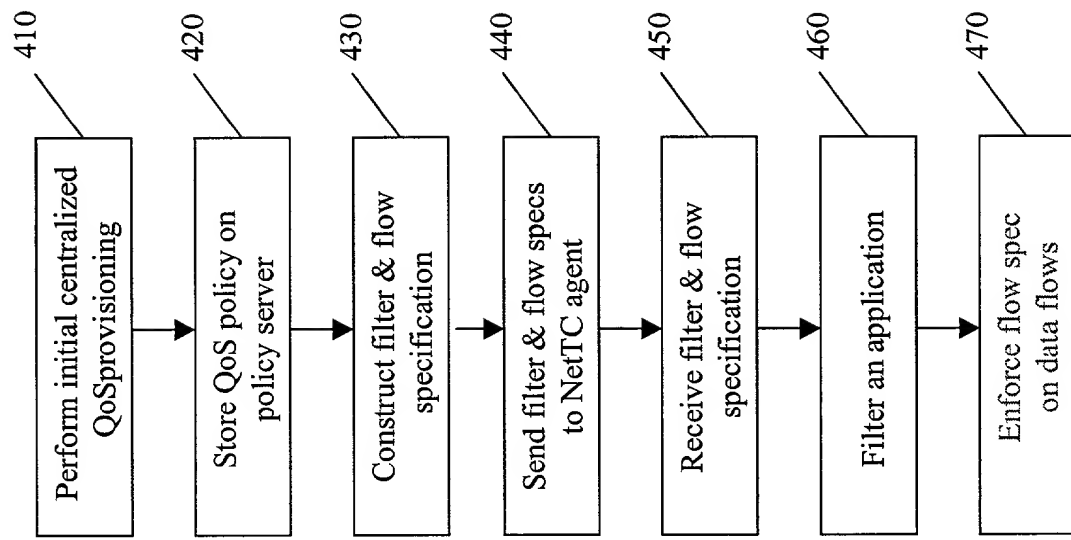 410
Perform initial centralized
QoSprovisioning
420
Store QoS policy on
policy server
430
Construct filter & flow
specification
440
Send filter & flow specs
to NetTC agent
450
Receive filter & flow
specification
460
Filter an application
470
Enforce flow spec
on data flows